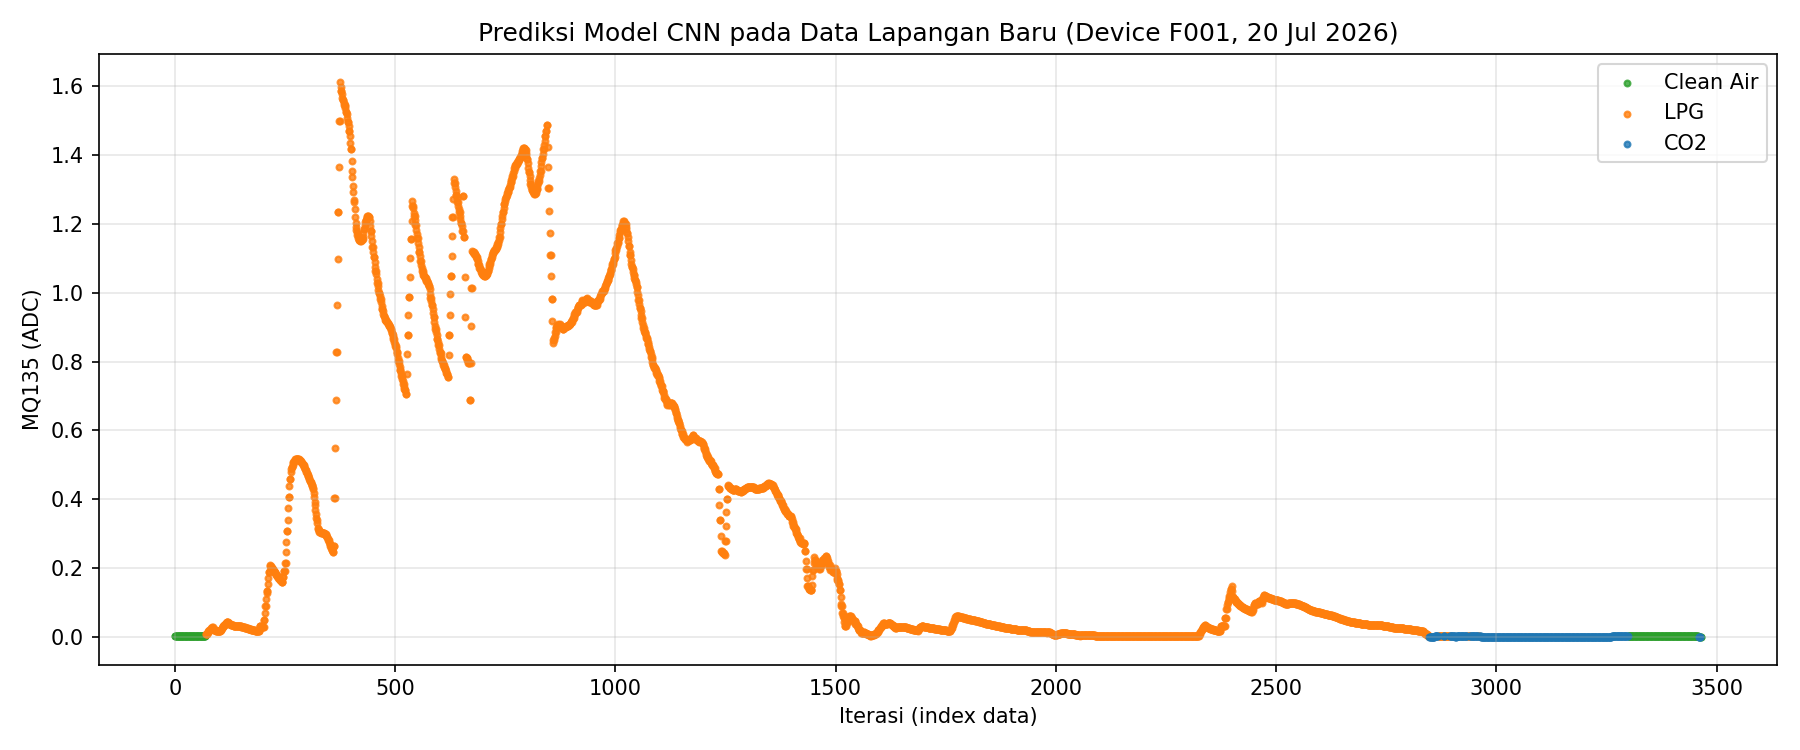 Prediksi Model CNN pada Data Lapangan Baru (Device F001, 20 Jul 2026)
Clean Air
LPG
CO2
MQ135 (ADC)
1.6
1.4
1.2
1.0
0.8
0.6
0.4
0.2
0.0
0 500 1000 1500 2000 2500 3000 3500
Iterasi (index data)